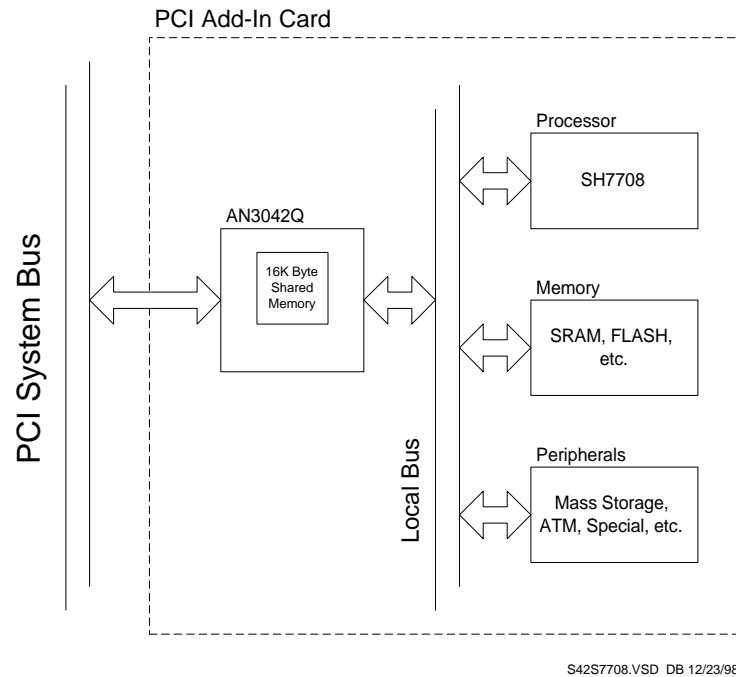 PCI Add-In Card
PCI System Bus
AN3042Q
16K Byte
Shared
Memory
Local Bus
Processor
SH7708
Memory
SRAM, FLASH,
etc.
Peripherals
Mass Storage,
ATM, Special, etc.
S42S7708.VSD DB 12/23/98